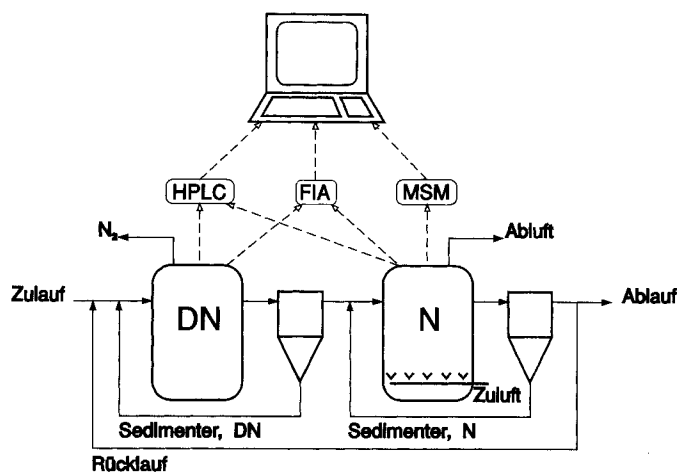 HPLC
FIA
MSM
N₂
Abluft
Zulauf
DN
N
Ablauf
Zuluft
Sedimenter, DN
Sedimenter, N
Rücklauf